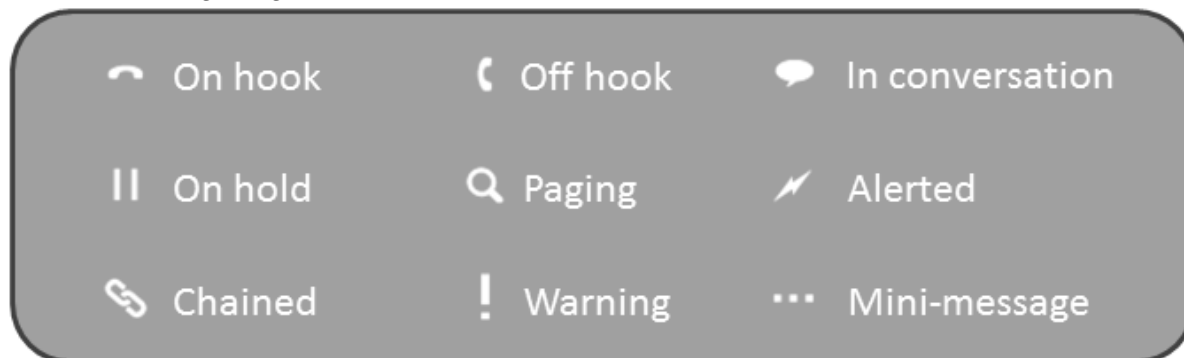 On hook Off hook In conversation
On hold Paging Alerted
Chained Warning Mini-message